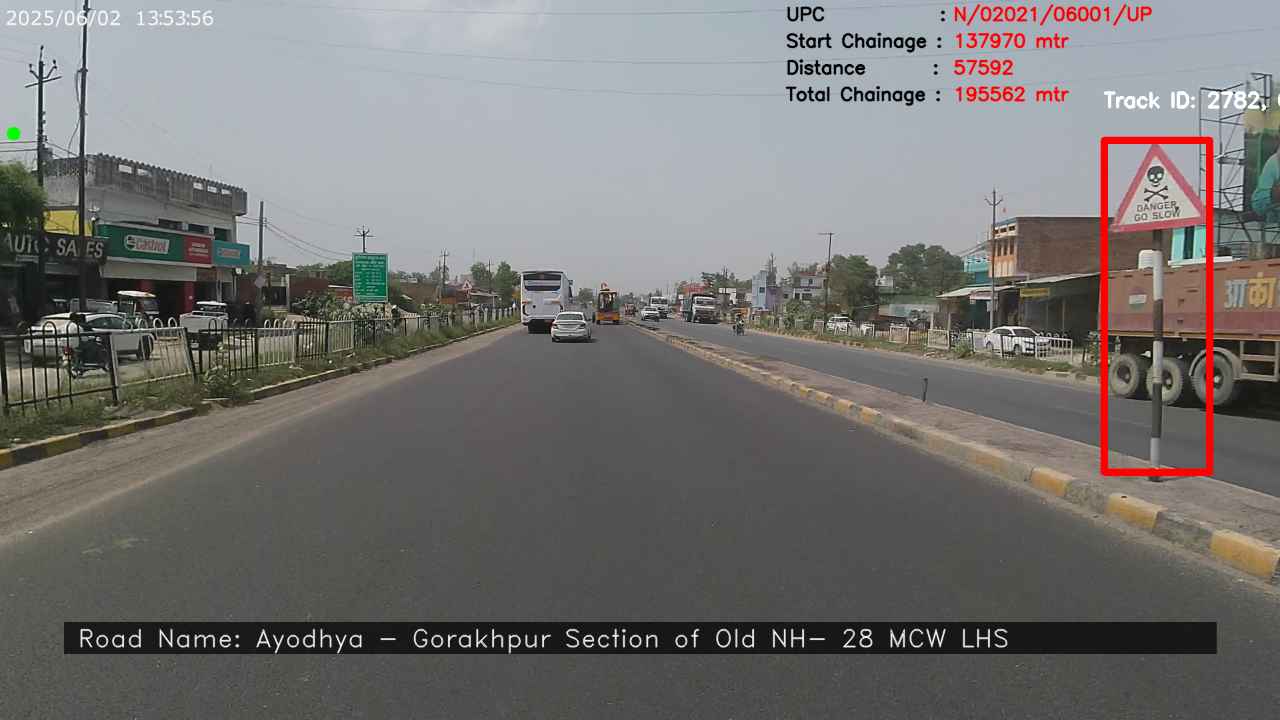 2025/06/02 13:53:56
UPC : N/02021/06001/UP
Start Chainage : 137970 mtr
Distance : 57592
Total Chainage : 195562 mtr
Track ID: 2782,
DANGER
GO SLOW
AUTO SALES
Castrol
आकां
Road Name: Ayodhya - Gorakhpur Section of Old NH- 28 MCW LHS